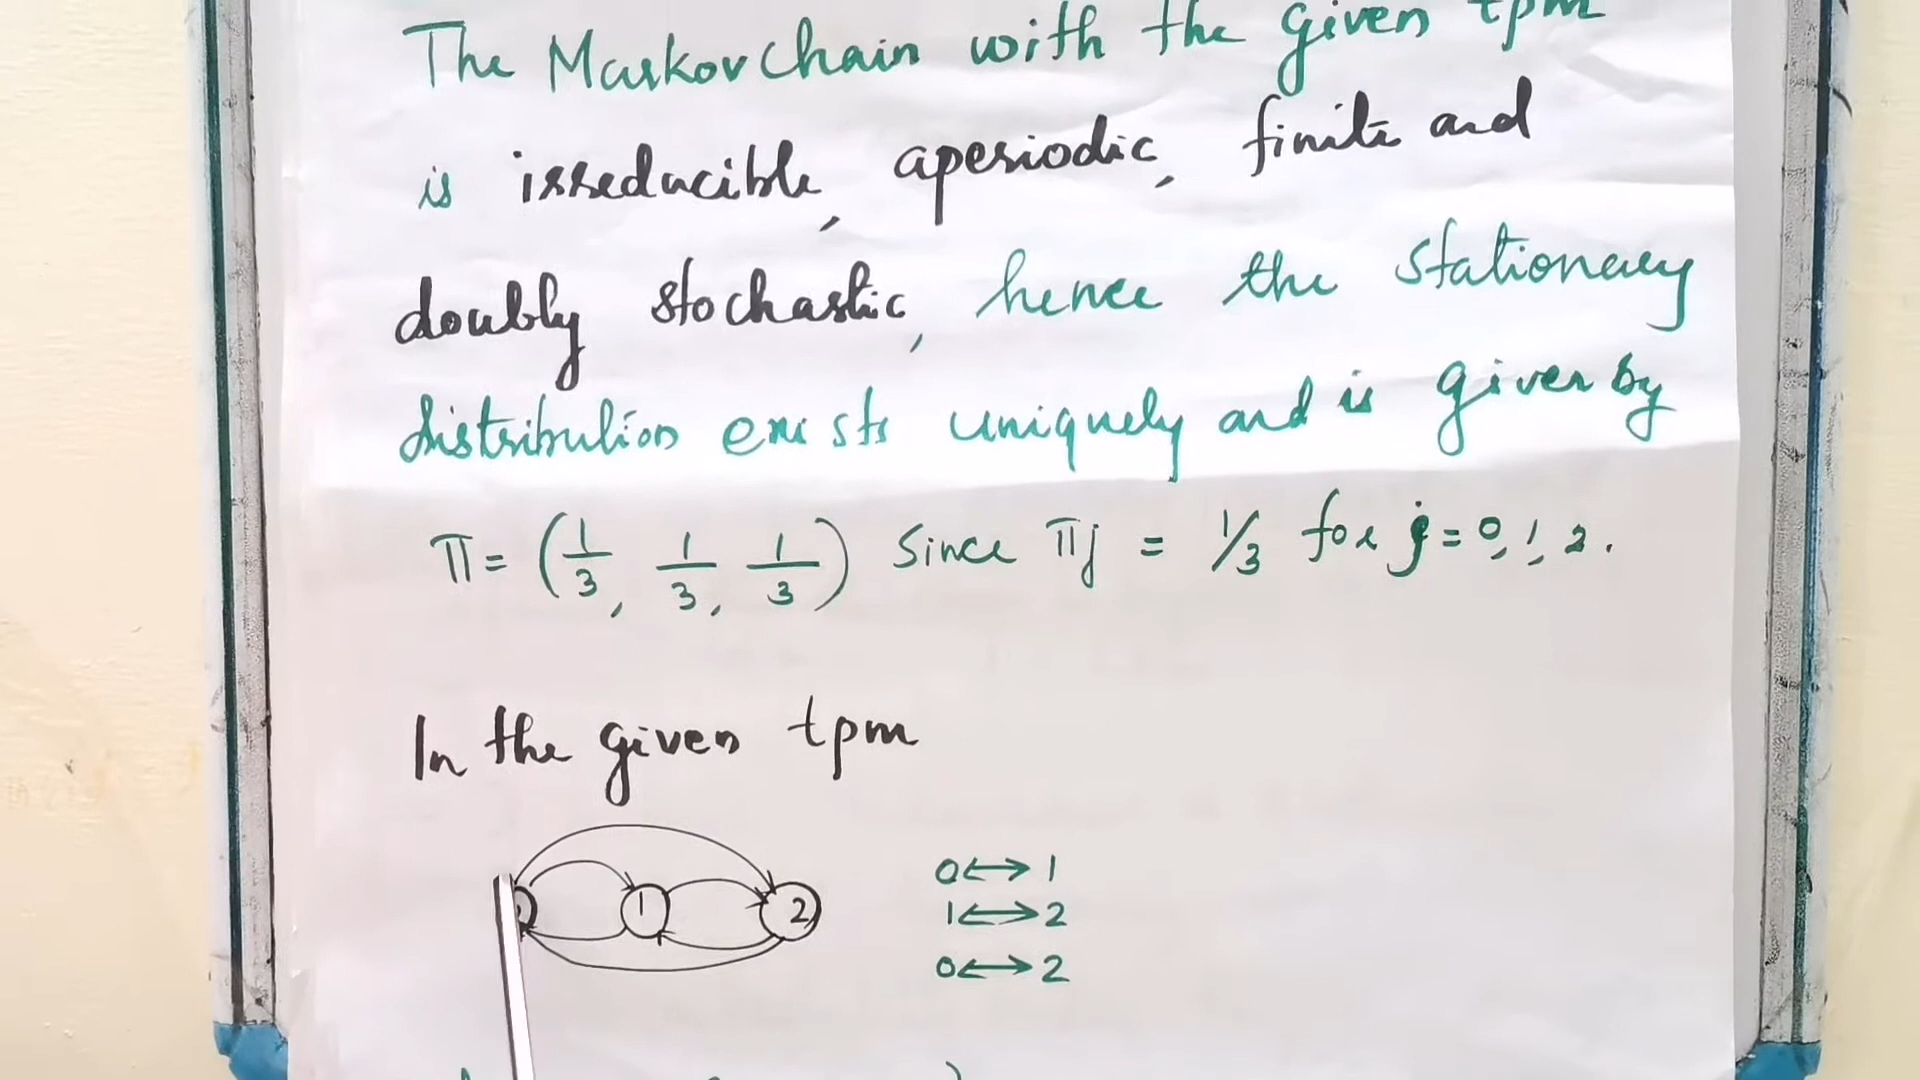 The Markov chain with the given tpm
is irreducible, aperiodic, finite and
doubly stochastic, hence the stationary
distribution exists uniquely and is given by
π = (1/3, 1/3, 1/3) Since πj = 1/3 for j = 0, 1, 2.
In the given tpm
1 2
0 ↔ 1
1 ↔ 2
0 ↔ 2